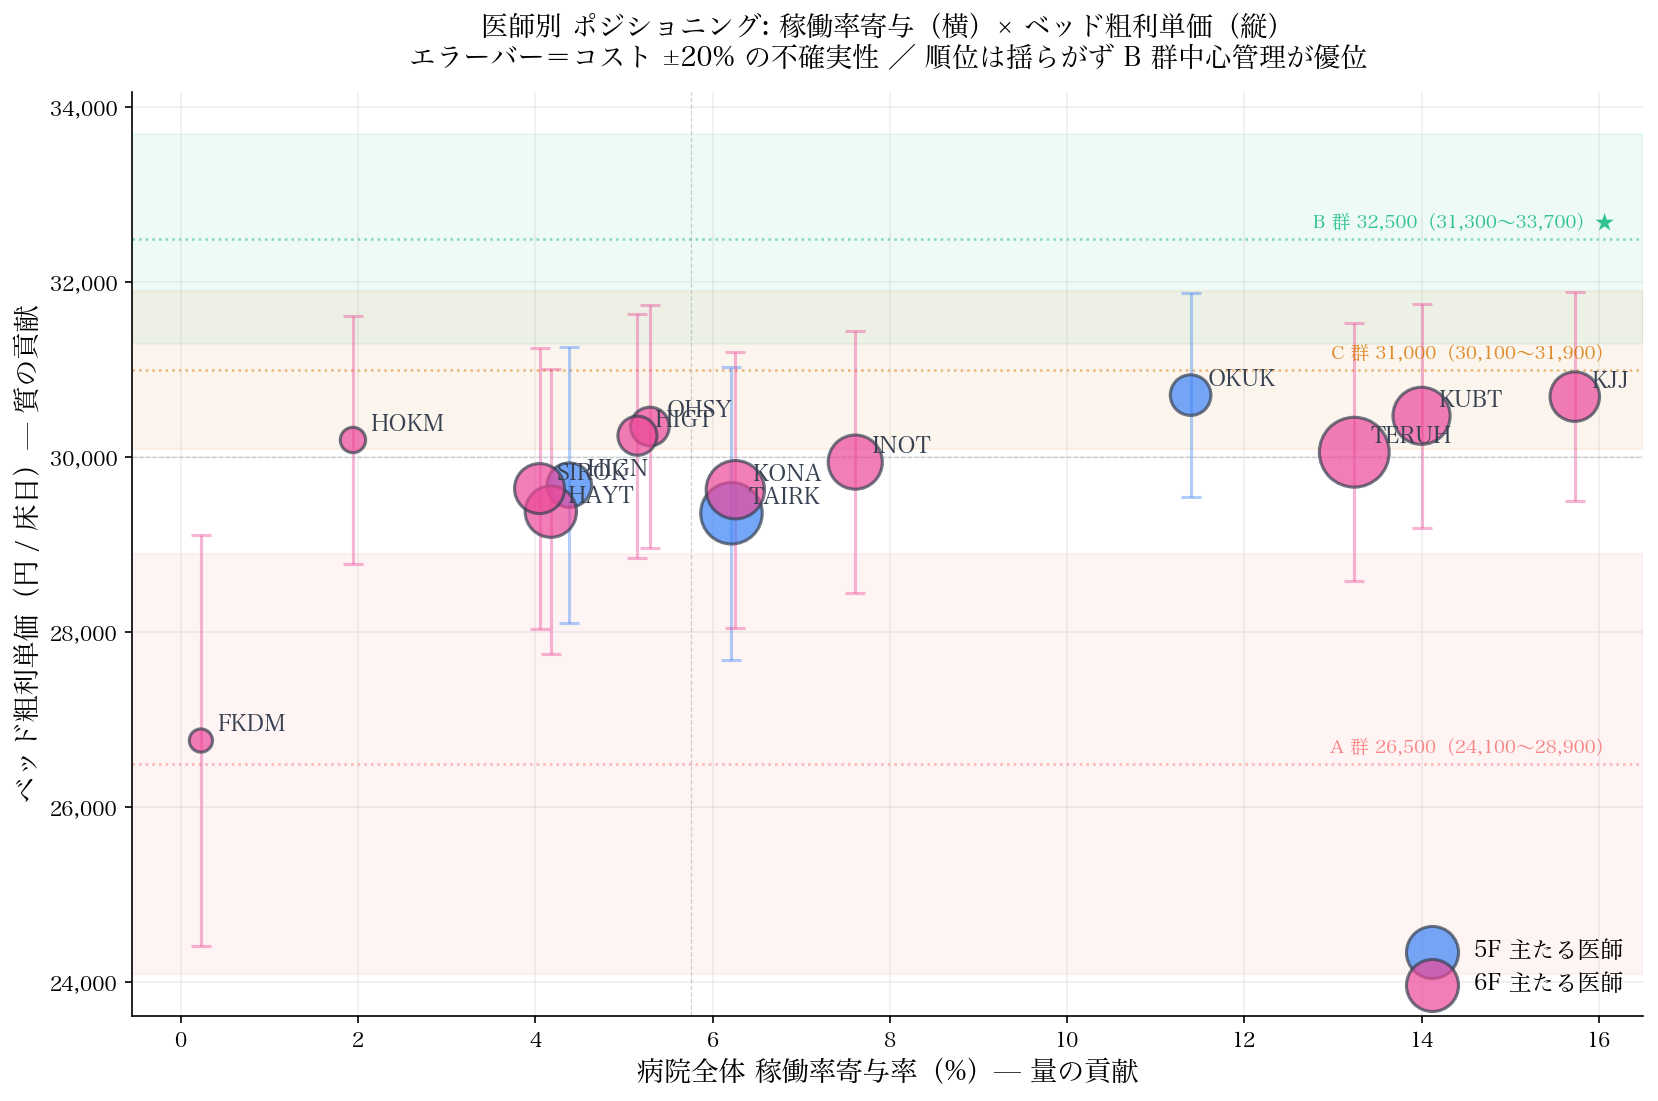 医師別 ポジショニング: 稼働率寄与（横）× ベッド粗利単価（縦）
エラーバー＝コスト ±20% の不確実性 ／ 順位は揺らがず B 群中心管理が優位
ベッド粗利単価（円 / 床日）— 質の貢献
34,000
32,000
30,000
28,000
26,000
24,000
B 群 32,500（31,300〜33,700）★
C 群 31,000（30,100〜31,900）
A 群 26,500（24,100〜28,900）
FKDM
HOKM
SIROK
HIGN
HAYT
OHSY
HIGT
KONA
TAIRK
INOT
OKUK
TERUH
KUBT
KJJ
5F 主たる医師
6F 主たる医師
0 2 4 6 8 10 12 14 16
病院全体 稼働率寄与率（%）— 量の貢献